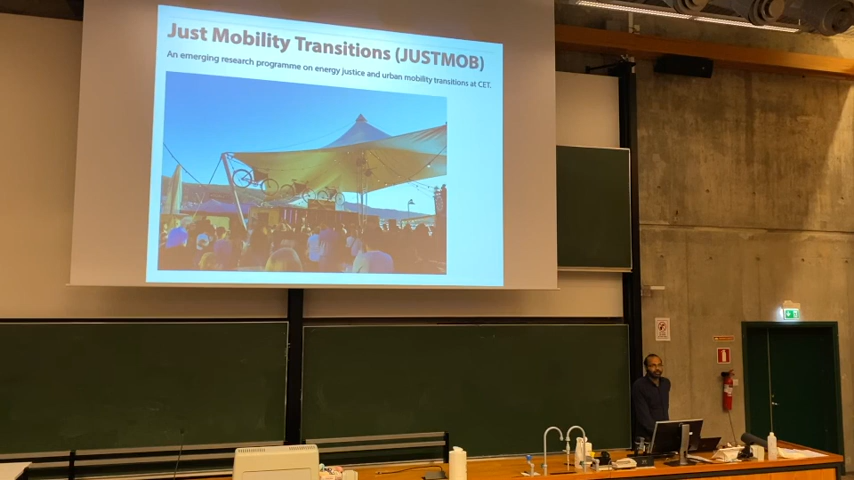 Just Mobility Transitions (JUSTMOB)
An emerging research programme on energy justice and urban mobility transitions at CET.